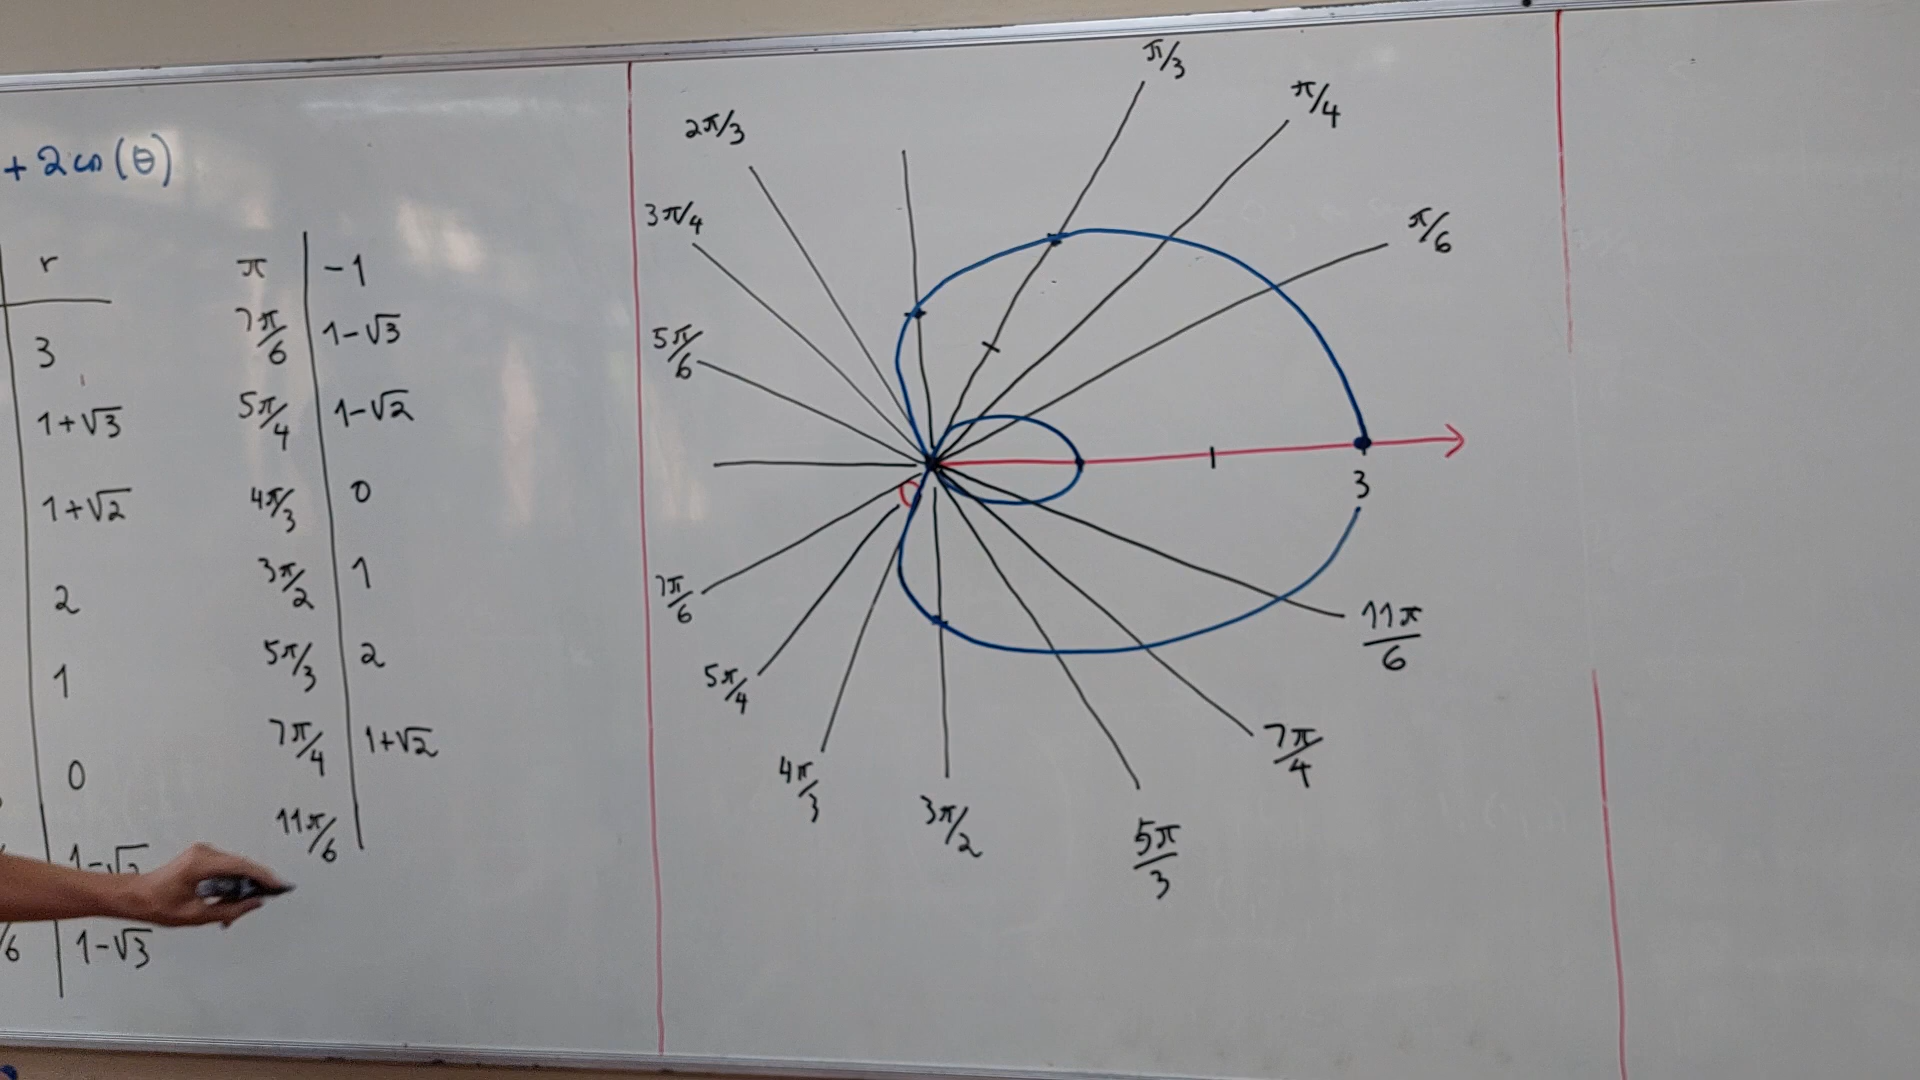 + 2cos(θ)
r
3
1+√3
1+√2
2
1
0
1-√2
/6 1-√3
π -1
7π/6 1-√3
5π/4 1-√2
4π/3 0
3π/2 1
5π/3 2
7π/4 1+√2
11π/6
π/3
π/4
2π/3
3π/4
π/6
5π/6
O
3
7π/6
11π/6
5π/4
7π/4
4π/3
3π/2
5π/3